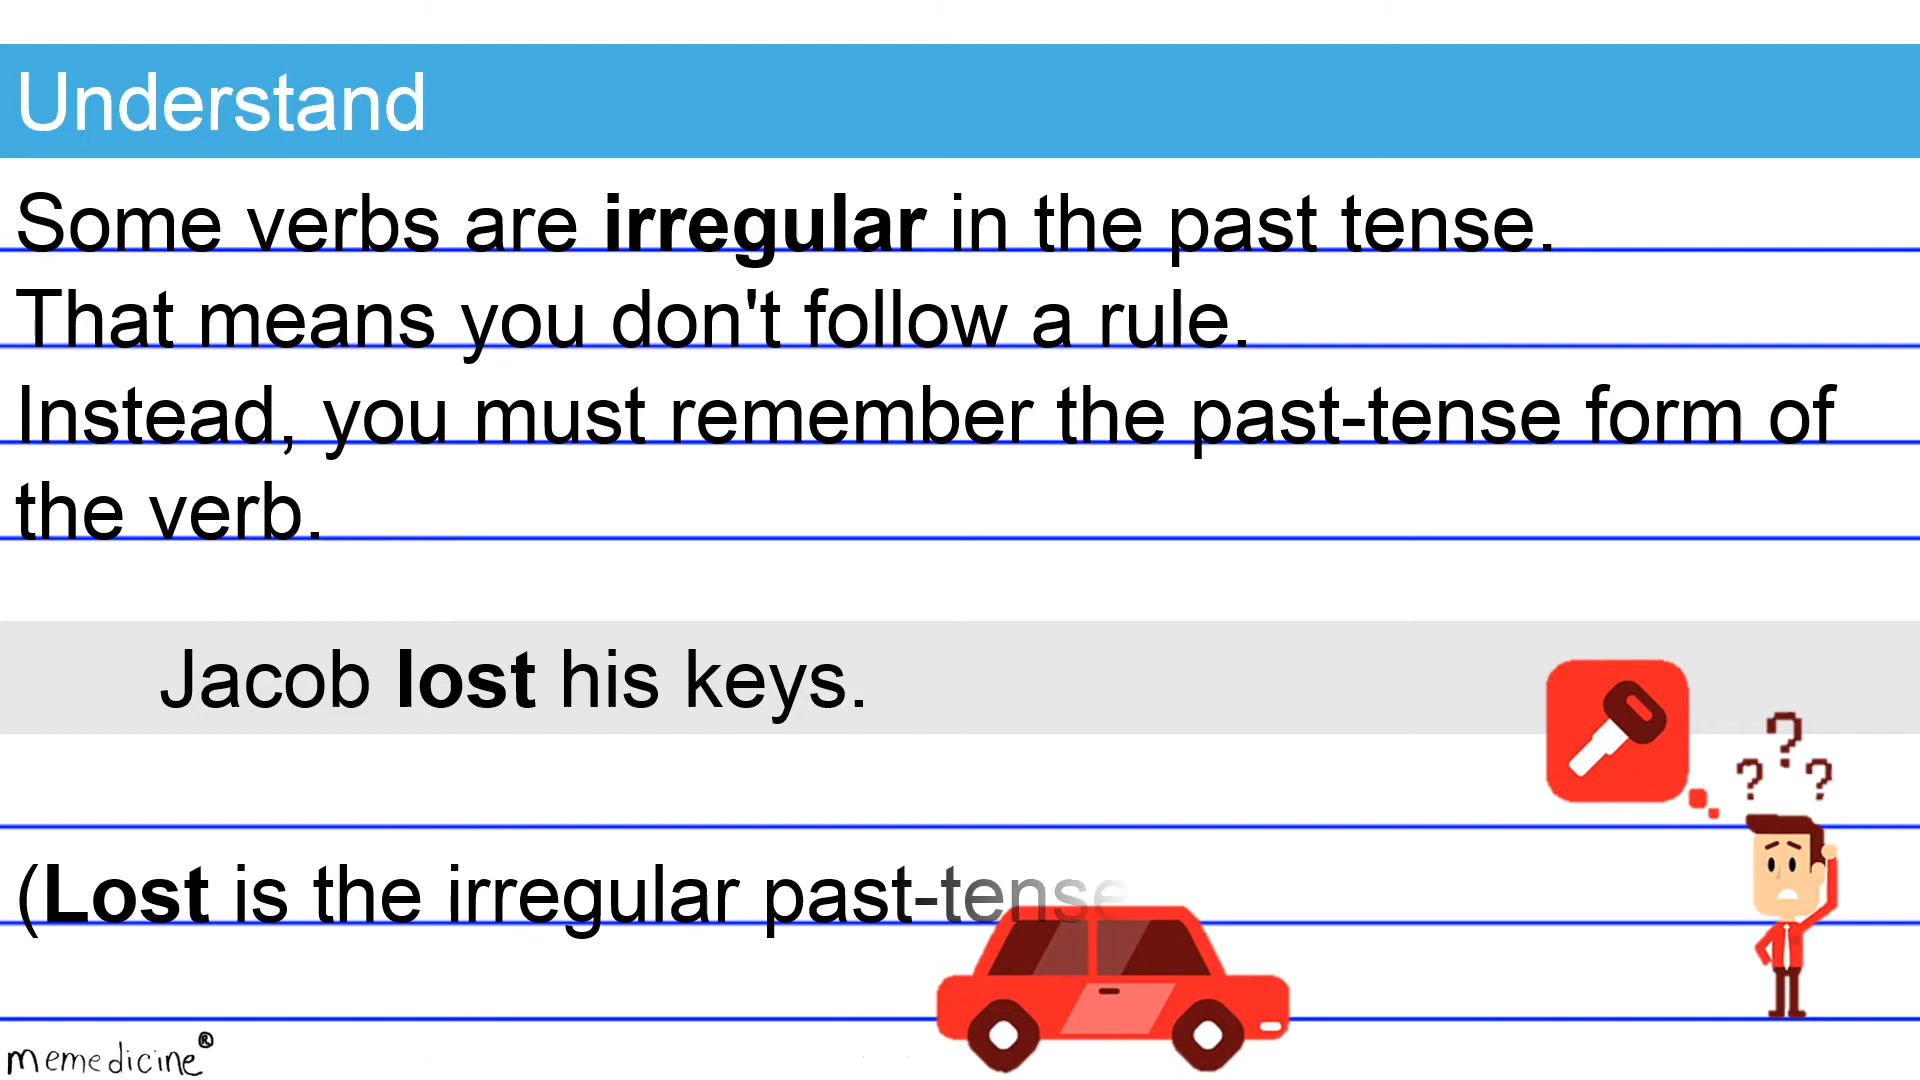 Understand
Some verbs are irregular in the past tense.
That means you don't follow a rule.
Instead, you must remember the past-tense form of
the verb.
Jacob lost his keys.
? ? ?
(Lost is the irregular past-tense
memedicine®